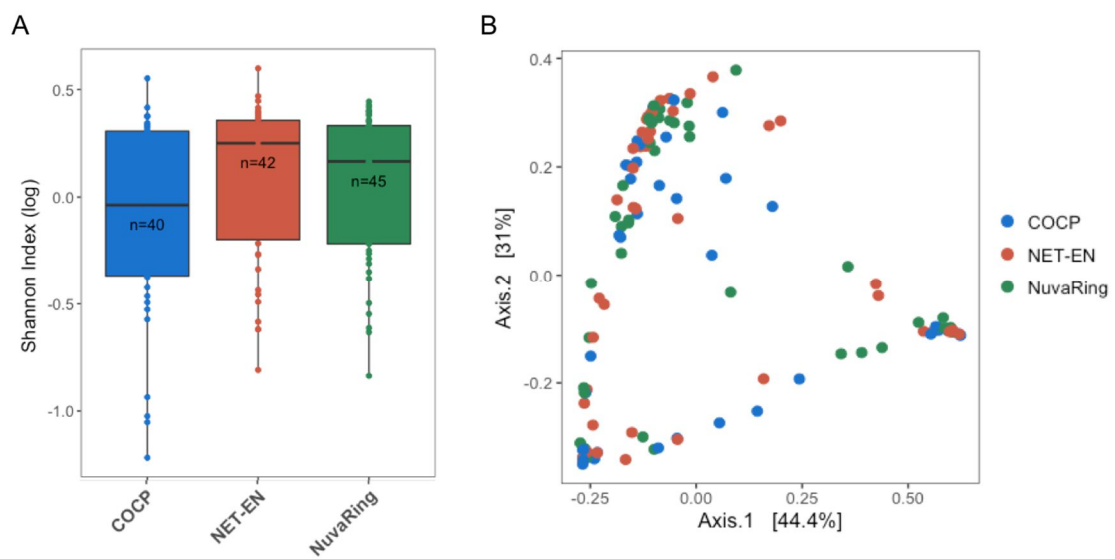 A
Shannon Index (log)
0.5
0.0
-0.5
-1.0
n=40
n=42
n=45
COCP
NET-EN
NuvaRing
B
Axis.2 [31%]
0.4
0.2
0.0
-0.2
-0.25
0.00
0.25
0.50
Axis.1 [44.4%]
COCP
NET-EN
NuvaRing